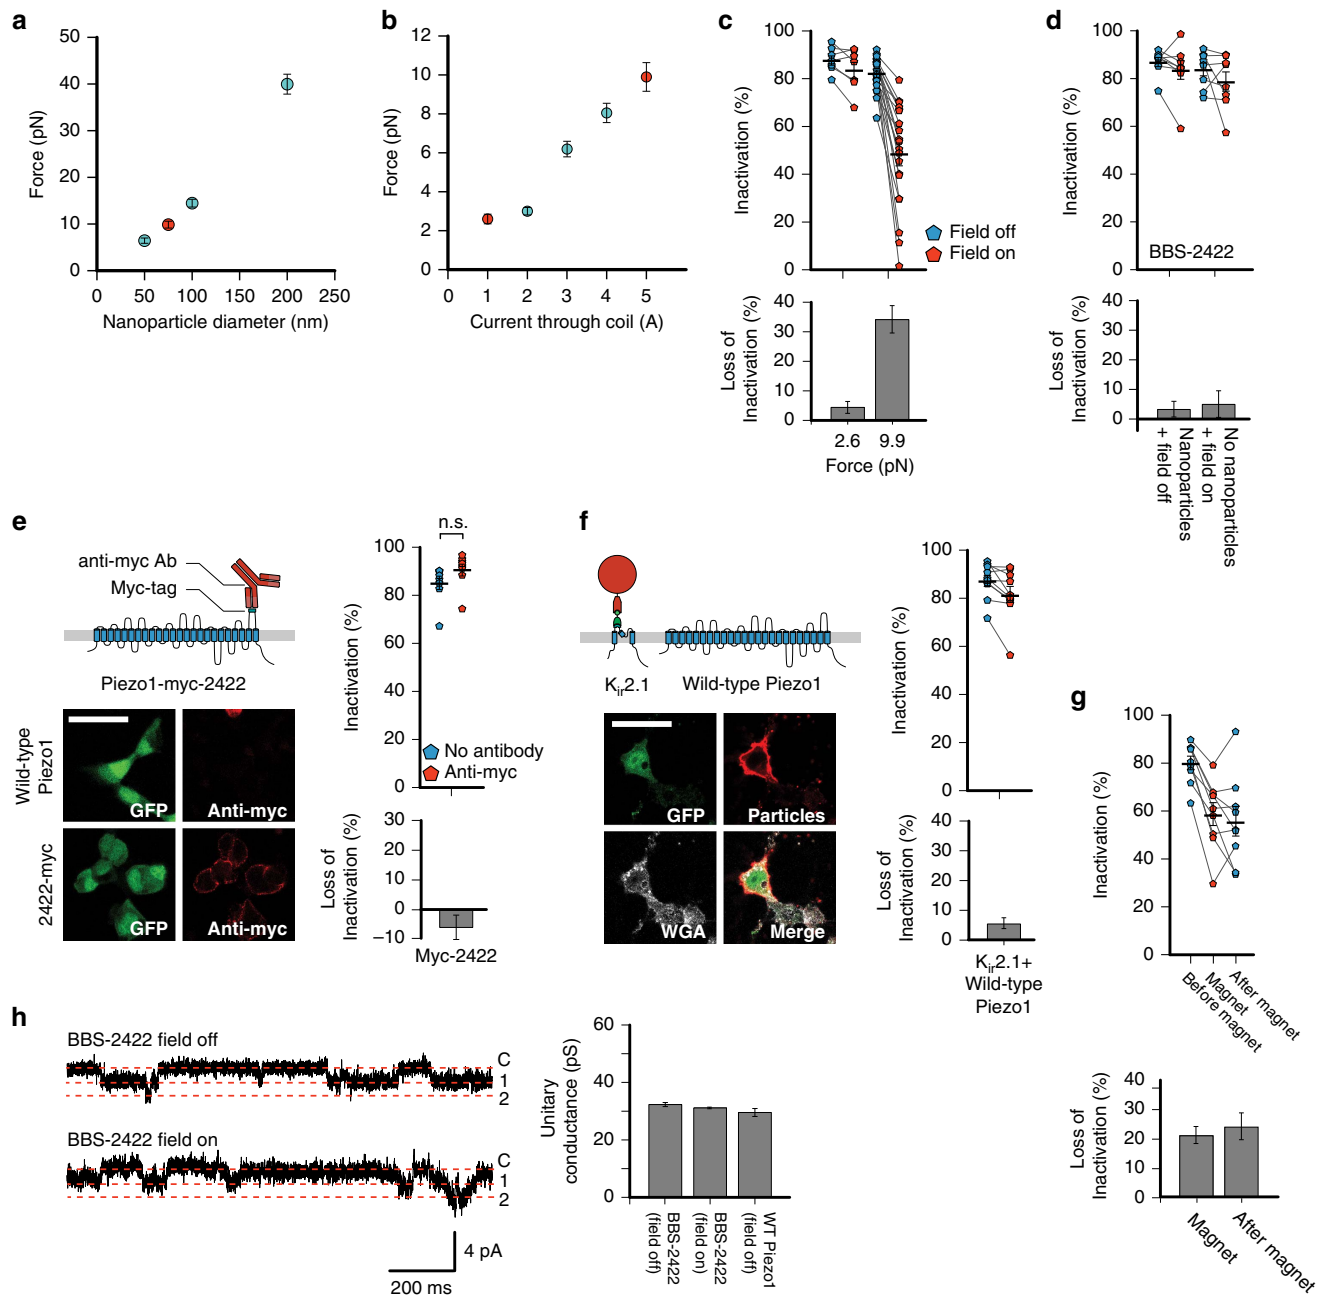 a
50
40
30
20
10
0
Force (pN)
0 50 100 150 200 250
Nanoparticle diameter (nm)
b
12
10
8
6
4
2
0
Force (pN)
0 1 2 3 4 5
Current through coil (A)
c
100
80
60
40
20
0
Inactivation (%)
Field off
Field on
40
30
20
10
0
Loss of
Inactivation (%)
2.6 9.9
Force (pN)
d
100
80
60
40
20
0
Inactivation (%)
BBS-2422
40
30
20
10
0
Loss of
Inactivation (%)
Nanoparticles
+ field off
No nanoparticles
+ field on
e
anti-myc Ab
Myc-tag
Piezo1-myc-2422
Wild-type
Piezo1
GFP
Anti-myc
2422-myc
GFP
Anti-myc
n.s.
100
80
60
40
20
0
Inactivation (%)
No antibody
Anti-myc
30
20
10
0
−10
Loss of
Inactivation (%)
Myc-2422
f
Kir2.1
Wild-type Piezo1
GFP
Particles
WGA
Merge
100
80
60
40
20
0
Inactivation (%)
40
30
20
10
0
Loss of
Inactivation (%)
Kir2.1+
Wild-type
Piezo1
g
100
80
60
40
20
0
Inactivation (%)
Before magnet
Magnet
After magnet
40
30
20
10
0
Loss of
Inactivation (%)
Magnet
After magnet
h
BBS-2422 field off
C
1
2
BBS-2422 field on
C
1
2
4 pA
200 ms
60
40
20
0
Unitary
conductance (pS)
BBS-2422
(field off)
BBS-2422
(field on)
WT Piezo1
(field off)